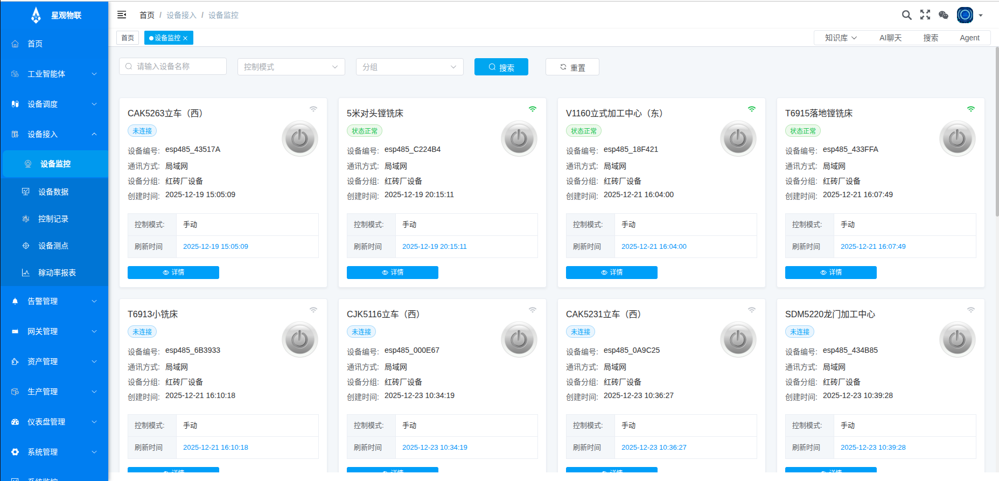 星观物联
首页 / 设备接入 / 设备监控
首页
设备监控
知识库 AI聊天 搜索 Agent
首页
工业智能体
设备调度
设备接入
设备监控
设备数据
控制记录
设备测点
稼动率报表
告警管理
网关管理
资产管理
生产管理
仪表盘管理
系统管理
系统监控
请输入设备名称 控制模式 分组 搜索 重置
CAK5263立车（西）
未连接
设备编号: esp485_43517A
通讯方式: 局域网
设备分组: 红砖厂设备
创建时间: 2025-12-19 15:05:09
控制模式: 手动
刷新时间 2025-12-19 15:05:09
详情
5米对头镗铣床
状态正常
设备编号: esp485_C224B4
通讯方式: 局域网
设备分组: 红砖厂设备
创建时间: 2025-12-19 20:15:11
控制模式: 手动
刷新时间 2025-12-19 20:15:11
详情
V1160立式加工中心（东）
状态正常
设备编号: esp485_18F421
通讯方式: 局域网
设备分组: 红砖厂设备
创建时间: 2025-12-21 16:04:00
控制模式: 手动
刷新时间 2025-12-21 16:04:00
详情
T6915落地镗铣床
状态正常
设备编号: esp485_433FFA
通讯方式: 局域网
设备分组: 红砖厂设备
创建时间: 2025-12-21 16:07:49
控制模式: 手动
刷新时间 2025-12-21 16:07:49
详情
T6913小铣床
未连接
设备编号: esp485_6B3933
通讯方式: 局域网
设备分组: 红砖厂设备
创建时间: 2025-12-21 16:10:18
控制模式: 手动
刷新时间 2025-12-21 16:10:18
详情
CJK5116立车（西）
未连接
设备编号: esp485_000E67
通讯方式: 局域网
设备分组: 红砖厂设备
创建时间: 2025-12-23 10:34:19
控制模式: 手动
刷新时间 2025-12-23 10:34:19
详情
CAK5231立车（西）
未连接
设备编号: esp485_0A9C25
通讯方式: 局域网
设备分组: 红砖厂设备
创建时间: 2025-12-23 10:36:27
控制模式: 手动
刷新时间 2025-12-23 10:36:27
详情
SDM5220龙门加工中心
未连接
设备编号: esp485_434B85
通讯方式: 局域网
设备分组: 红砖厂设备
创建时间: 2025-12-23 10:39:28
控制模式: 手动
刷新时间 2025-12-23 10:39:28
详情